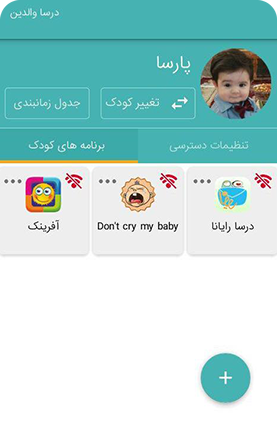 درسا والدین
پارسا
تغییر کودک
جدول زمانبندی
تنظیمات دسترسی
برنامه های کودک
درسا رایانا
Don't cry my baby
آفرینک